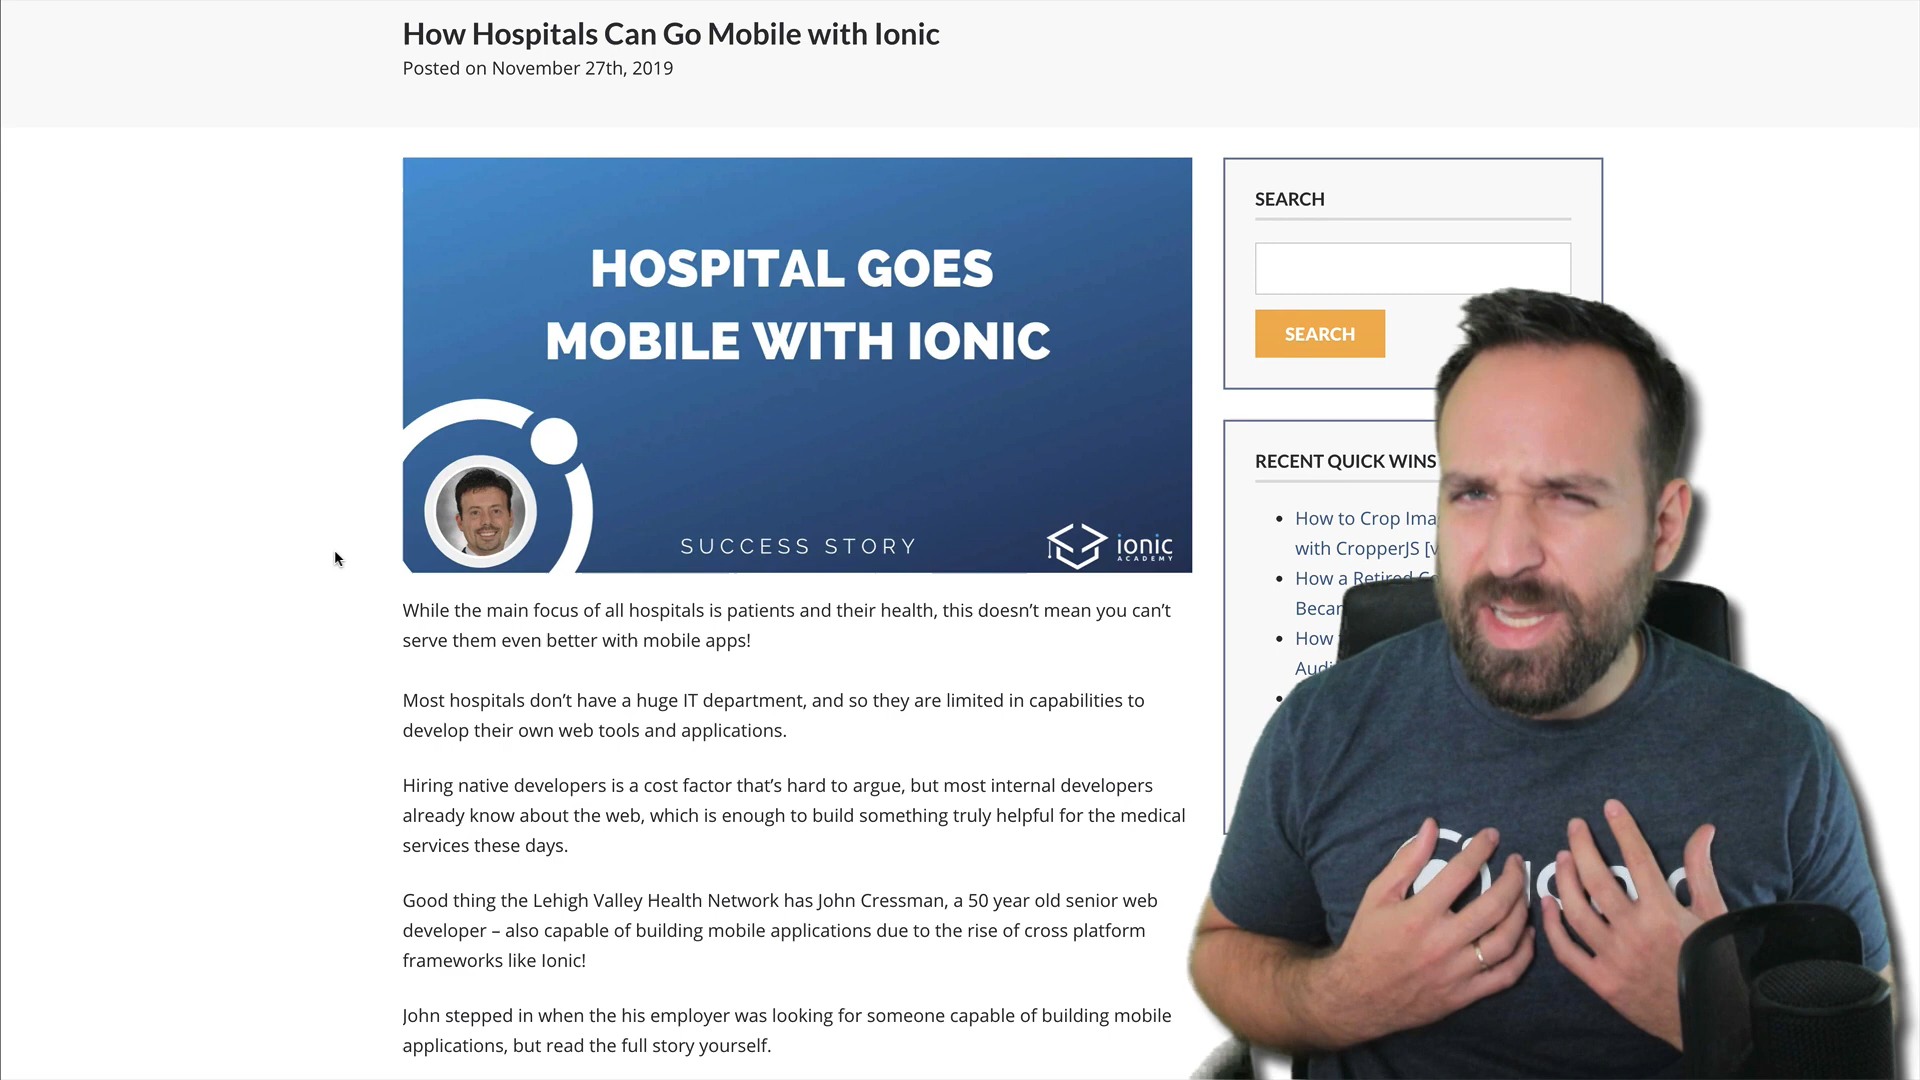 How Hospitals Can Go Mobile with Ionic
Posted on November 27th, 2019
HOSPITAL GOES
MOBILE WITH IONIC
SUCCESS STORY
ionic
ACADEMY
While the main focus of all hospitals is patients and their health, this doesn’t mean you can’t
serve them even better with mobile apps!
Most hospitals don’t have a huge IT department, and so they are limited in capabilities to
develop their own web tools and applications.
Hiring native developers is a cost factor that’s hard to argue, but most internal developers
already know about the web, which is enough to build something truly helpful for the medical
services these days.
Good thing the Lehigh Valley Health Network has John Cressman, a 50 year old senior web
developer – also capable of building mobile applications due to the rise of cross platform
frameworks like Ionic!
John stepped in when the his employer was looking for someone capable of building mobile
applications, but read the full story yourself.
SEARCH
SEARCH
RECENT QUICK WINS
How to Crop
with CropperJS
How a Retired
How